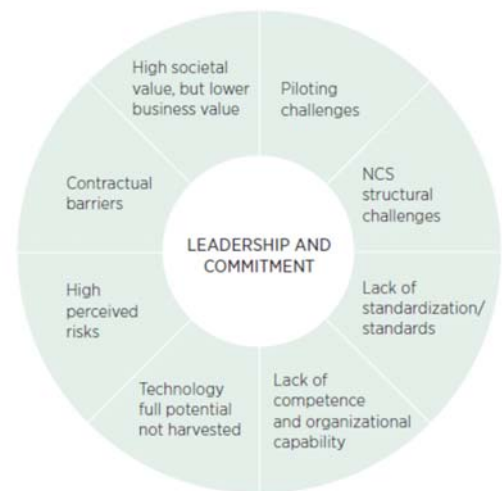 High societal
value, but lower
business value
Piloting
challenges
NCS
structural
challenges
Lack of
standardization/
standards
Lack of
competence
and organizational
capability
Technology
full potential
not harvested
High
perceived
risks
Contractual
barriers
LEADERSHIP AND
COMMITMENT